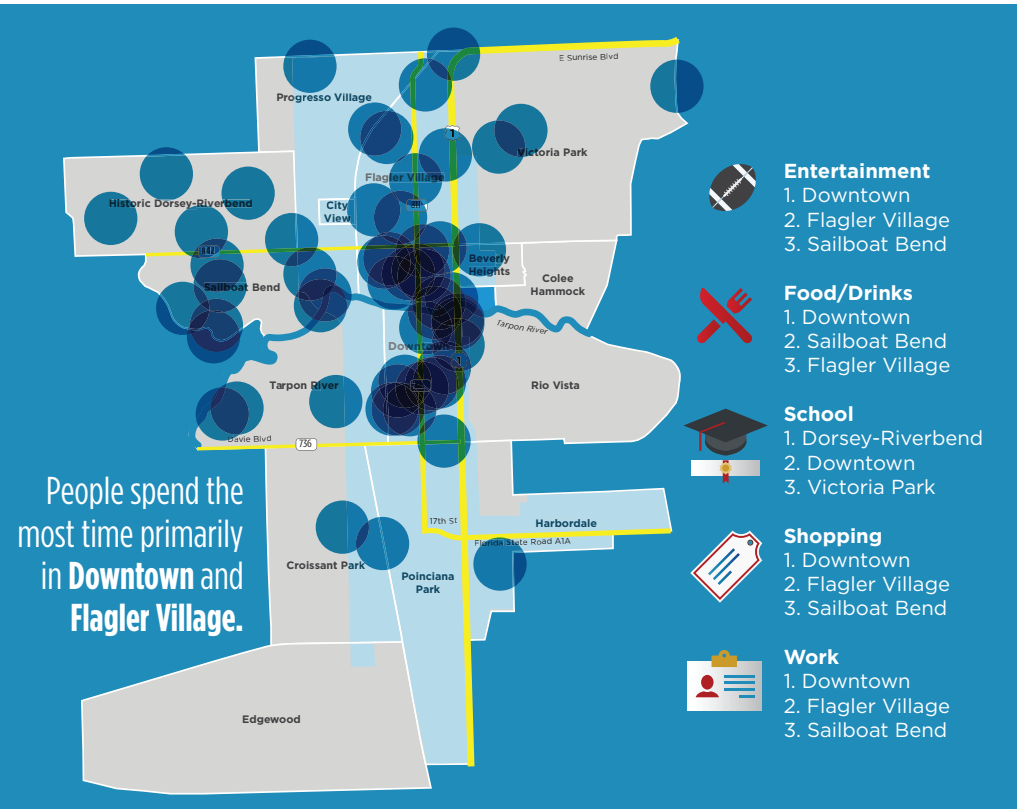 E Sunrise Blvd
Progresso Village
1
Victoria Park
Flagler Village
Historic Dorsey-Riverbend
City
View
Beverly
Heights
Colee
Hammock
Sailboat Bend
Tarpon River
Downtown
1
Tarpon River
Rio Vista
Davie Blvd
736
17th St
Harbordale
Florida State Road A1A
Croissant Park
Poinciana
Park
Edgewood
People spend the
most time primarily
in Downtown and
Flagler Village.
Entertainment
1. Downtown
2. Flagler Village
3. Sailboat Bend
Food/Drinks
1. Downtown
2. Sailboat Bend
3. Flagler Village
School
1. Dorsey-Riverbend
2. Downtown
3. Victoria Park
Shopping
1. Downtown
2. Flagler Village
3. Sailboat Bend
Work
1. Downtown
2. Flagler Village
3. Sailboat Bend